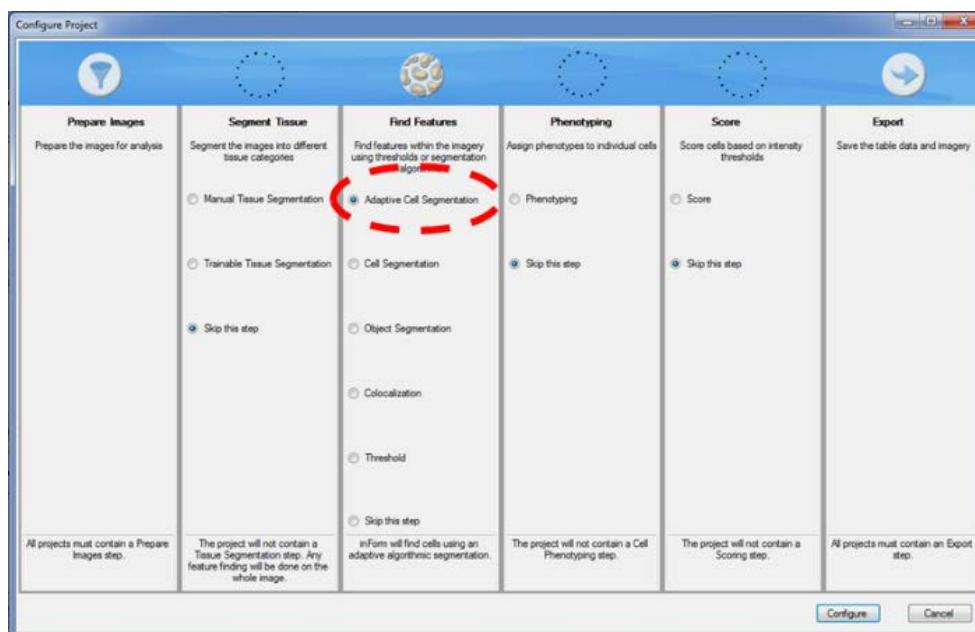 Configure Project
Prepare Images
Prepare the images for analysis
All projects must contain a Prepare
Images step.
Segment Tissue
Segment the images into different
tissue categories
Manual Tissue Segmentation
Trainable Tissue Segmentation
Skip this step
The project will not contain a
Tissue Segmentation step. Any
feature finding will be done on the
whole image.
Find Features
Find features within the imagery
using thresholds or segmentation
Adaptive Cell Segmentation
Cell Segmentation
Object Segmentation
Colocalization
Threshold
Skip this step
inForm will find cells using an
adaptive algorithmic segmentation.
Phenotyping
Assign phenotypes to individual cells
Phenotyping
Skip this step
The project will not contain a Cell
Phenotyping step.
Score
Score cells based on intensity
thresholds
Score
Skip this step
The project will not contain a
Scoring step.
Export
Save the table data and imagery
All projects must contain an Export
step.
Configure
Cancel